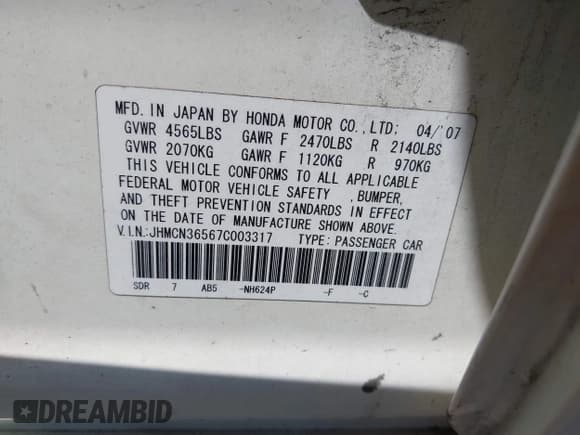 MFD. IN JAPAN BY HONDA MOTOR CO., LTD; 04/'07
GVWR 4565LBS GAWR F 2470LBS R 2140LBS
GVWR 2070KG GAWR F 1120KG R 970KG
THIS VEHICLE CONFORMS TO ALL APPLICABLE
FEDERAL MOTOR VEHICLE SAFETY , BUMPER,
AND THEFT PREVENTION STANDARDS IN EFFECT
ON THE DATE OF MANUFACTURE SHOWN ABOVE.
V.I.N.:JHMCN36567C003317 TYPE: PASSENGER CAR
SDR 7 AB5 -NH624P -F -C
DREAMBID